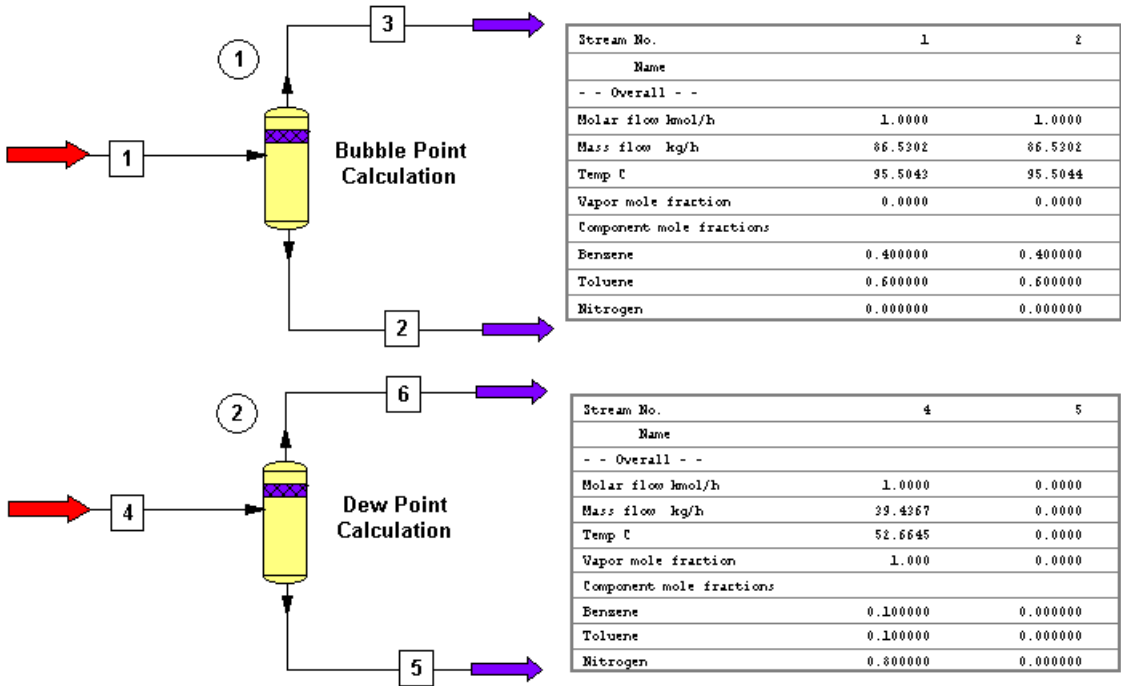 3
1
1
Bubble Point
Calculation
2
Stream No. 1 2
Name
- - Overall - -
Molar flow kmol/h 1.0000 1.0000
Mass flow kg/h 86.5302 86.5302
Temp C 95.5043 95.5044
Vapor mole fraction 0.0000 0.0000
Component mole fractions
Benzene 0.400000 0.400000
Toluene 0.600000 0.600000
Nitrogen 0.000000 0.000000
6
2
4
Dew Point
Calculation
5
Stream No. 4 5
Name
- - Overall - -
Molar flow kmol/h 1.0000 0.0000
Mass flow kg/h 39.4367 0.0000
Temp C 52.6645 0.0000
Vapor mole fraction 1.000 0.0000
Component mole fractions
Benzene 0.100000 0.000000
Toluene 0.100000 0.000000
Nitrogen 0.800000 0.000000